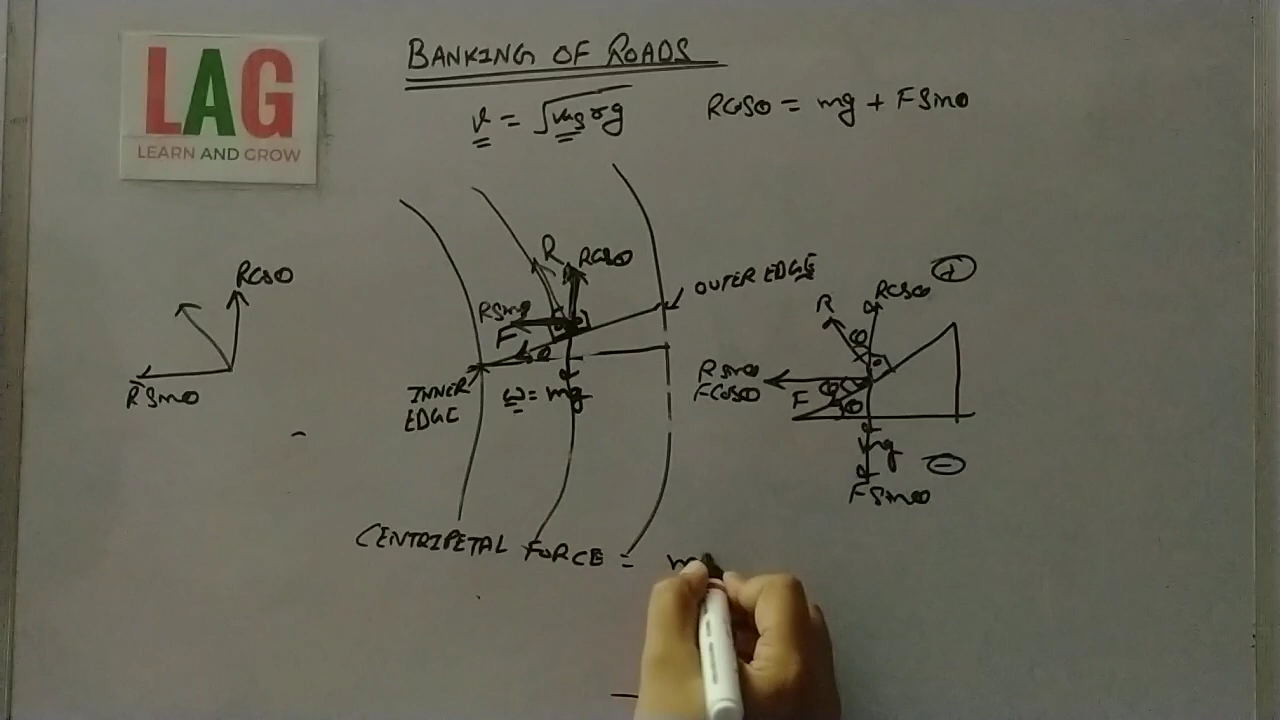 LAG
LEARN AND GROW
BANKING OF ROADS
v = √μs rg
RCosθ = mg + FSinθ
RCosθ
RSinθ
R
RCosθ
RSinθ
F
θ
θ
w = mg
INNER
EDGE
OUTER EDGE
R
RCosθ
+
θ
θ
RSinθ
FCosθ
F
θ
θ
mg
-
FSinθ
CENTRIPETAL FORCE = m